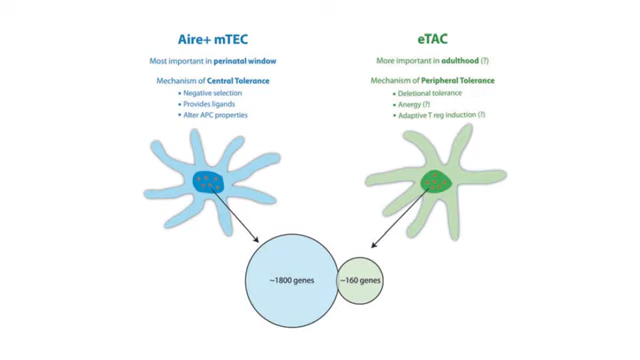 Aire+ mTEC
Most important in perinatal window
Mechanism of Central Tolerance
• Negative selection
• Provides ligands
• Alter APC properties
eTAC
More important in adulthood (?)
Mechanism of Peripheral Tolerance
• Deletional tolerance
• Anergy (?)
• Adaptive T reg induction (?)
~1800 genes
~160 genes